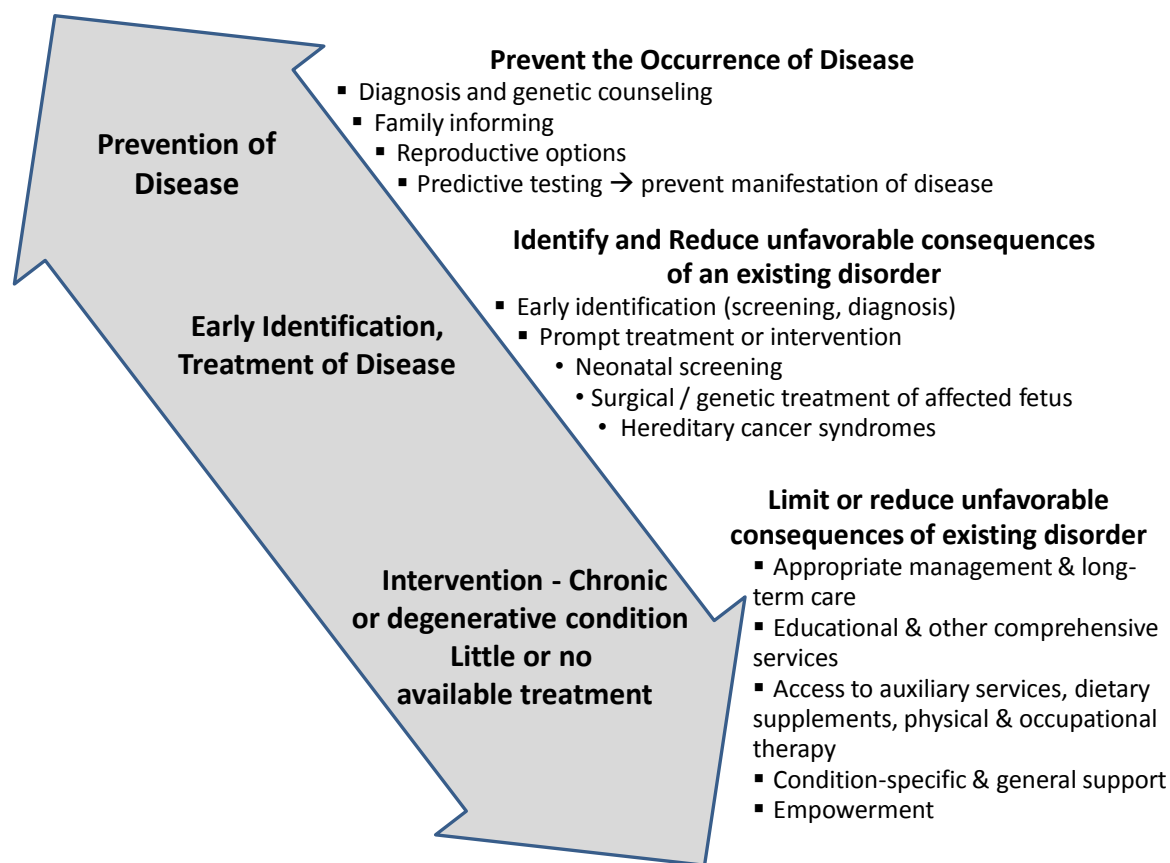 Prevent the Occurrence of Disease
▪ Diagnosis and genetic counseling
▪ Family informing
▪ Reproductive options
▪ Predictive testing → prevent manifestation of disease
Prevention of
Disease
Identify and Reduce unfavorable consequences
of an existing disorder
▪ Early identification (screening, diagnosis)
▪ Prompt treatment or intervention
• Neonatal screening
• Surgical / genetic treatment of affected fetus
• Hereditary cancer syndromes
Early Identification,
Treatment of Disease
Limit or reduce unfavorable
consequences of existing disorder
▪ Appropriate management & long-
term care
▪ Educational & other comprehensive
services
▪ Access to auxiliary services, dietary
supplements, physical & occupational
therapy
▪ Condition-specific & general support
▪ Empowerment
Intervention - Chronic
or degenerative condition
Little or no
available treatment